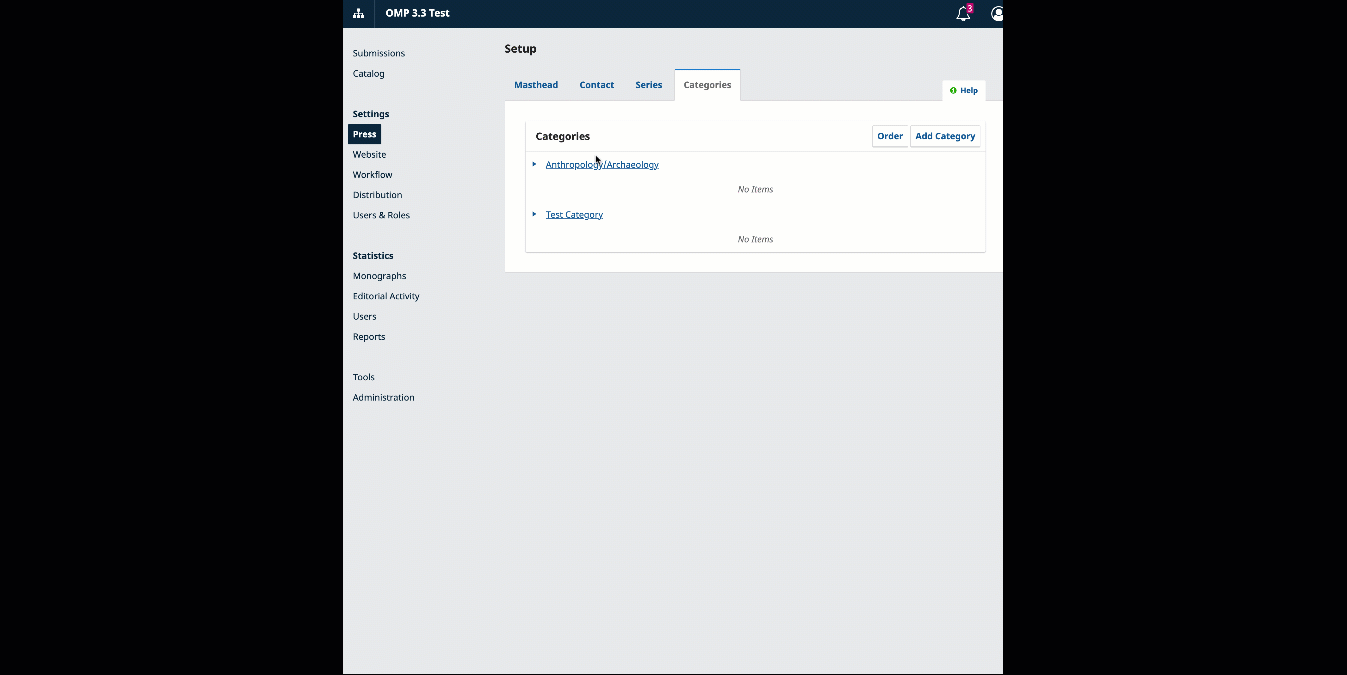 OMP 3.3 Test
3
Submissions
Catalog
Settings
Press
Website
Workflow
Distribution
Users & Roles
Statistics
Monographs
Editorial Activity
Users
Reports
Tools
Administration
Setup
Masthead Contact Series Categories
Help
Categories
Order Add Category
Anthropology/Archaeology
No Items
Test Category
No Items